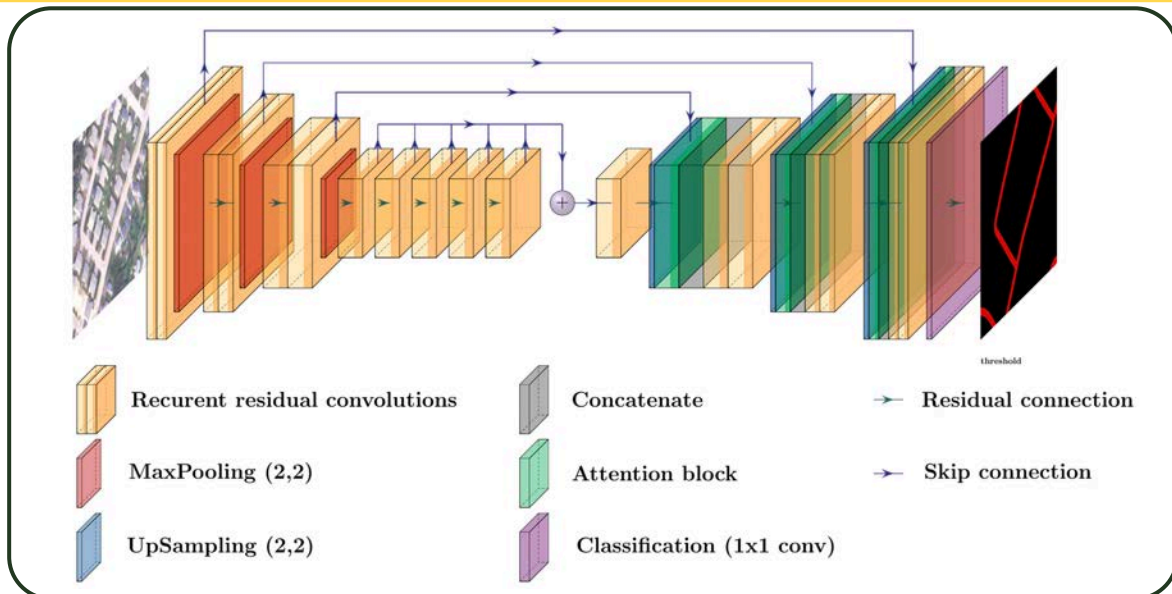 threshold
Recurent residual convolutions
Concatenate
Residual connection
MaxPooling (2,2)
Attention block
Skip connection
UpSampling (2,2)
Classification (1x1 conv)